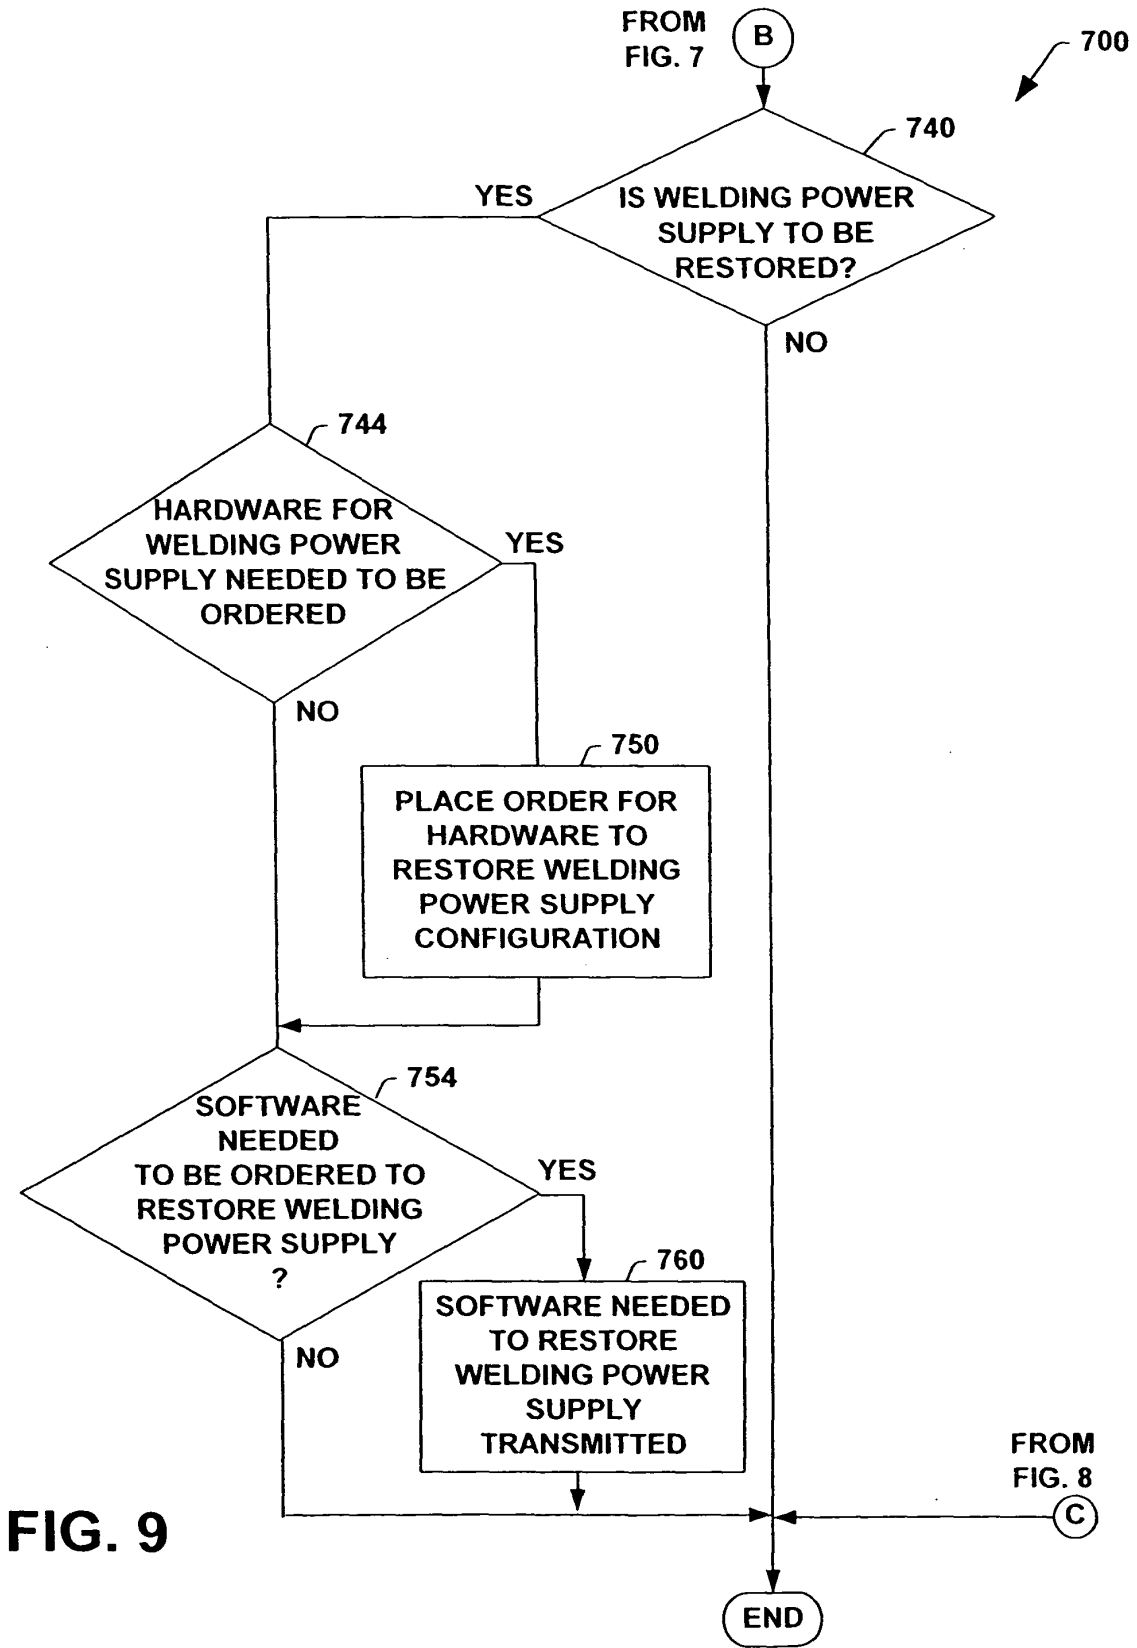 FROM
FIG. 7
B
700
740
YES
IS WELDING POWER
SUPPLY TO BE
RESTORED?
NO
744
HARDWARE FOR
WELDING POWER
SUPPLY NEEDED TO BE
ORDERED
YES
NO
750
PLACE ORDER FOR
HARDWARE TO
RESTORE WELDING
POWER SUPPLY
CONFIGURATION
754
SOFTWARE
NEEDED
TO BE ORDERED TO
RESTORE WELDING
POWER SUPPLY
?
YES
NO
760
SOFTWARE NEEDED
TO RESTORE
WELDING POWER
SUPPLY
TRANSMITTED
FROM
FIG. 8
C
FIG. 9
END